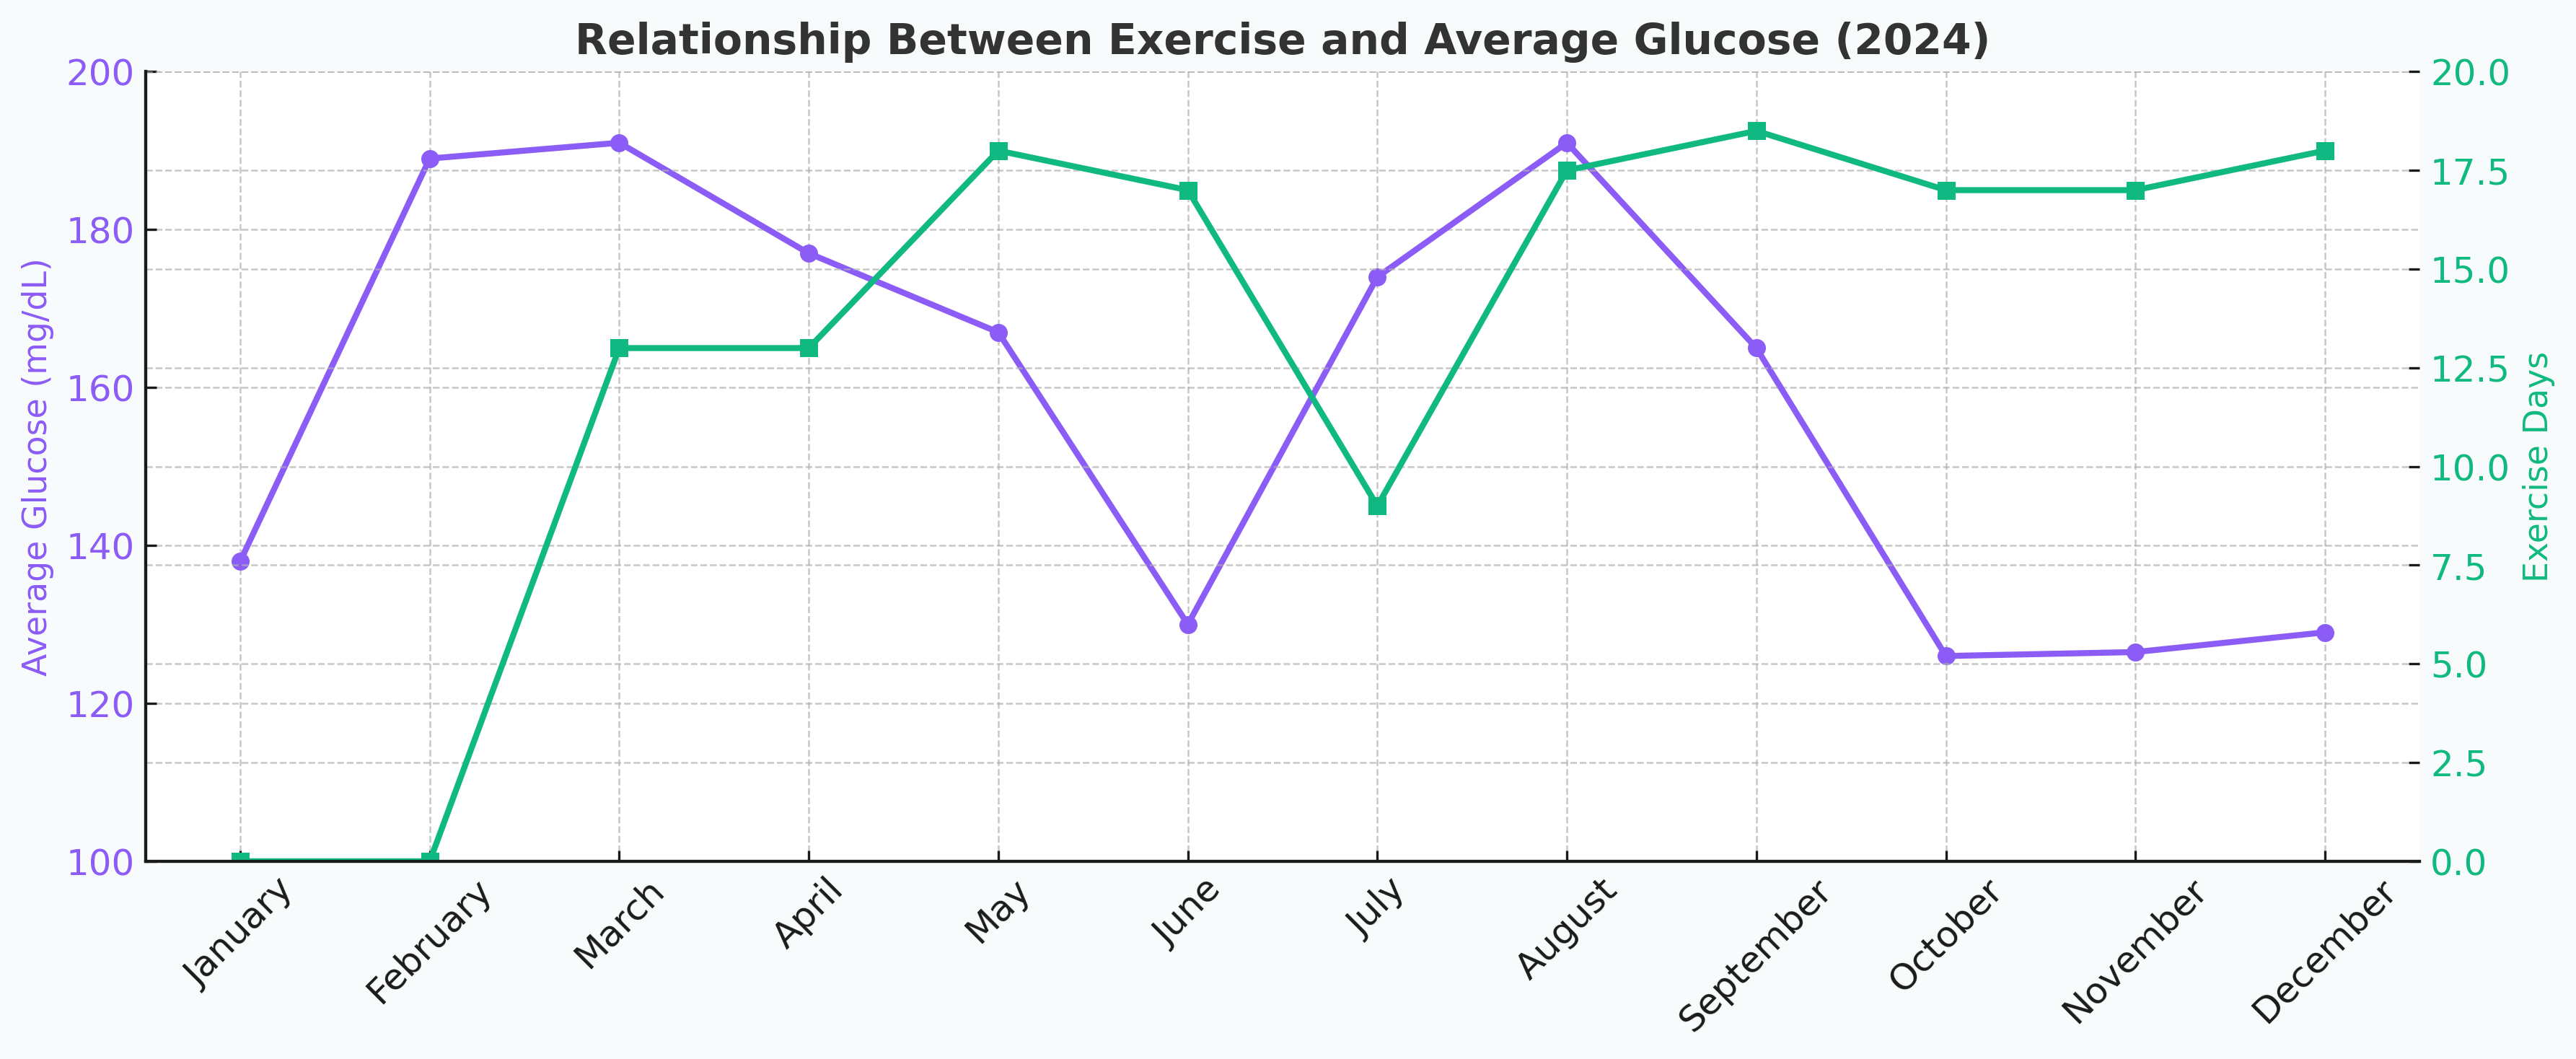 Relationship Between Exercise and Average Glucose (2024)
Average Glucose (mg/dL)
200
180
160
140
120
100
20.0
17.5
15.0
12.5
10.0
7.5
5.0
2.5
0.0
Exercise Days
January
February
March
April
May
June
July
August
September
October
November
December